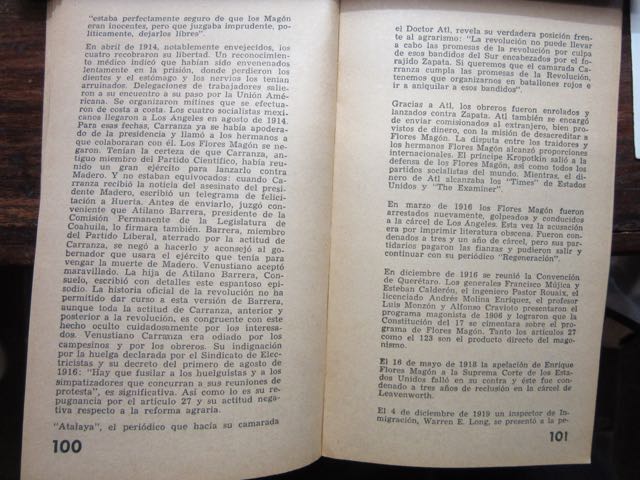 "estaba perfectamente seguro de que los Magón
eran inocentes, pero que juzgaba imprudente, po-
líticamente, dejarlos libres".
En abril de 1914, notablemente envejecidos, los
cuatro recobraron su libertad. Un reconocimien-
to médico indicó que habían sido envenenados
lentamente en la prisión, donde perdieron los
dientes y el estómago y los nervios los tenían
arruinados. Delegaciones de trabajadores salie-
ron a su encuentro a su paso por la Unión Amé-
ricana. Se organizaron mítines que se efectua-
ron de costa a costa. Los cuatro socialistas mexi-
canos llegaron a Los Angeles en agosto de 1914.
Para esas fechas, Carranza ya se había apodera-
do de la presidencia y llamó a los hermanos a
que colaboraran con él. Los Flores Magón se ne-
garon. Tenían la certeza de que Carranza, an-
tiguo miembro del Partido Científico, había reu-
nido un gran ejército para lanzarlo contra
Madero. Y no estaban equivocados: cuando Ca-
rranza recibió la noticia del asesinato del presi-
dente Madero, escribió un telegrama de felici-
tación a Huerta. Antes de enviarlo, juzgó con-
veniente que Atilano Barrera, presidente de la
Comisión Permanente de la Legislatura de
Coahuila, lo firmara también. Barrera, miembro
del Partido Liberal, aterrado por la actitud de
Carranza, se negó a hacerlo y aconsejó al go-
bernador que usara el ejército que tenía para
vengar la muerte de Madero. Venustiano aceptó
maravillado. La hija de Atilano Barrera, Con-
suelo, escribió con detalles este espantoso epi-
sodio. La historia oficial de la revolución no ha
permitido dar curso a esta versión de Barrera,
aunque toda la actitud de Carranza, anterior y
posterior a la revolución, es congruente con este
hecho oculto cuidadosamente por los interesa-
dos. Venustiano Carranza era odiado por los
campesinos y por los obreros. Su indignación
por la huelga declarada por el Sindicato de Elec-
tricistas y su decreto del primero de agosto de
1916: "Hay que fusilar a los huelguistas y a los
simpatizadores que concurran a sus reuniones de
protesta", es significativa. Así como lo es su re-
pugnancia por el artículo 27 y su actitud nega-
tiva respecto a la reforma agraria.
"Atalaya", el periódico que hacía su camarada
100
el Doctor Atl, revela su verdadera posición fren-
te al agrarismo: "La revolución no puede llevar
a cabo las promesas de la revolución por culpa
de esos bandidos del Sur encabezados por el fo-
rajido Zapata. Si queremos que el camarada Ca-
rranza cumpla las promesas de la Revolución,
tenemos que organizarnos en batallones rojos e
ir a aniquilar a esos bandidos".
Gracias a Atl, los obreros fueron enrolados y
lanzados contra Zapata. Atl también se encargó
de enviar comisionados al extranjero, bien pro-
vistos de dinero, con la misión de desacreditar a
los Flores Magón. La disputa entre traidores y
los hermanos Flores Magón alcanzó proporciones
internacionales. El príncipe Kropotkin salió a la
defensa de los Flores Magón, así como todos los
partidos socialistas del mundo. Mientras, el di-
nero de Atl alcanzaba los "Times" de Estados
Unidos y "The Examiner".
En marzo de 1916 los Flores Magón fueron
arrestados nuevamente, golpeados y conducidos
a la cárcel de Los Angeles. Esta vez la acusación
era por imprimir literatura obscena. Fueron con-
denados a tres y un año de cárcel, pero sus par-
tidarios pagaron las fianzas y pudieron salir y
continuar con su periódico "Regeneración".
En diciembre de 1916 se reunió la Convención
de Querétaro. Los generales Francisco Mújica y
Esteban Calderón, el ingeniero Pastor Rouaix, el
licenciado Andrés Molina Enríquez, el profesor
Luis Monzón y Alfonso Cravioto presentaron el
programa magonista de 1906 y lograron que la
Constitución del 17 se cimentara sobre el pro-
grama de Flores Magón. Tanto los artículos 27
como el 123 son el producto directo del mago-
nismo.
El 16 de mayo de 1918 la apelación de Enrique
Flores Magón a la Suprema Corte de los Esta-
dos Unidos falló en su contra y éste fue con-
denado a tres años de reclusión en la cárcel de
Leavenworth.
El 4 de diciembre de 1919 un inspector de In-
migración, Warren E. Long, se presentó a la pe-
101